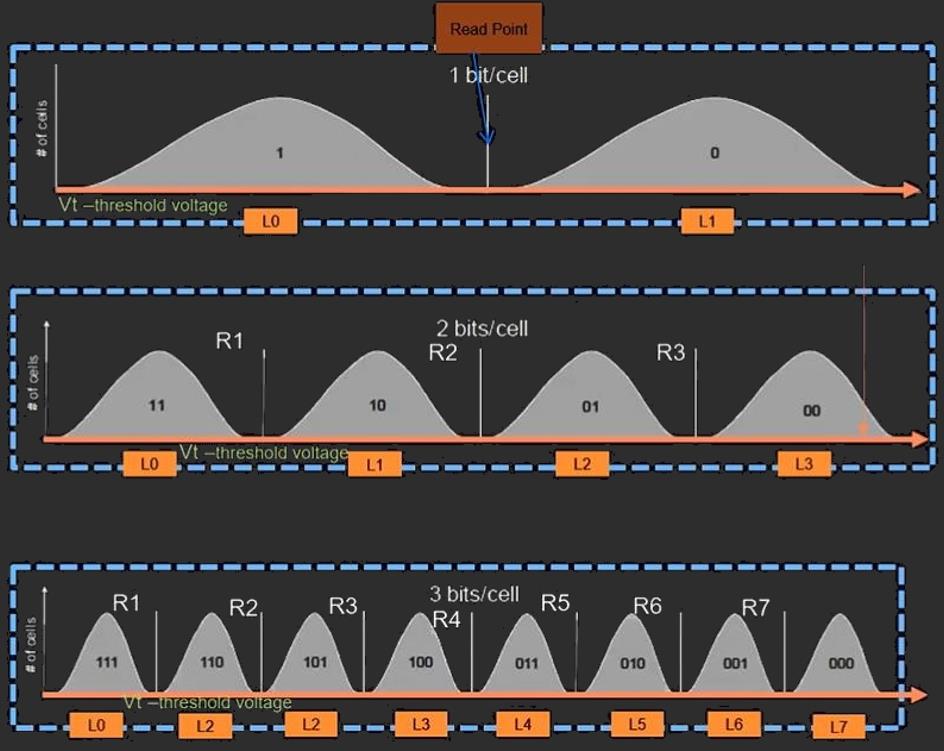 Read Point
1 bit/cell
# of cells
1
0
Vt –threshold voltage
L0
L1
2 bits/cell
R1
R2
R3
# of cells
11
10
01
00
Vt –threshold voltage
L0
L1
L2
L3
3 bits/cell
R1
R2
R3
R4
R5
R6
R7
# of cells
111
110
101
100
011
010
001
000
Vt –threshold voltage
L0
L2
L2
L3
L4
L5
L6
L7